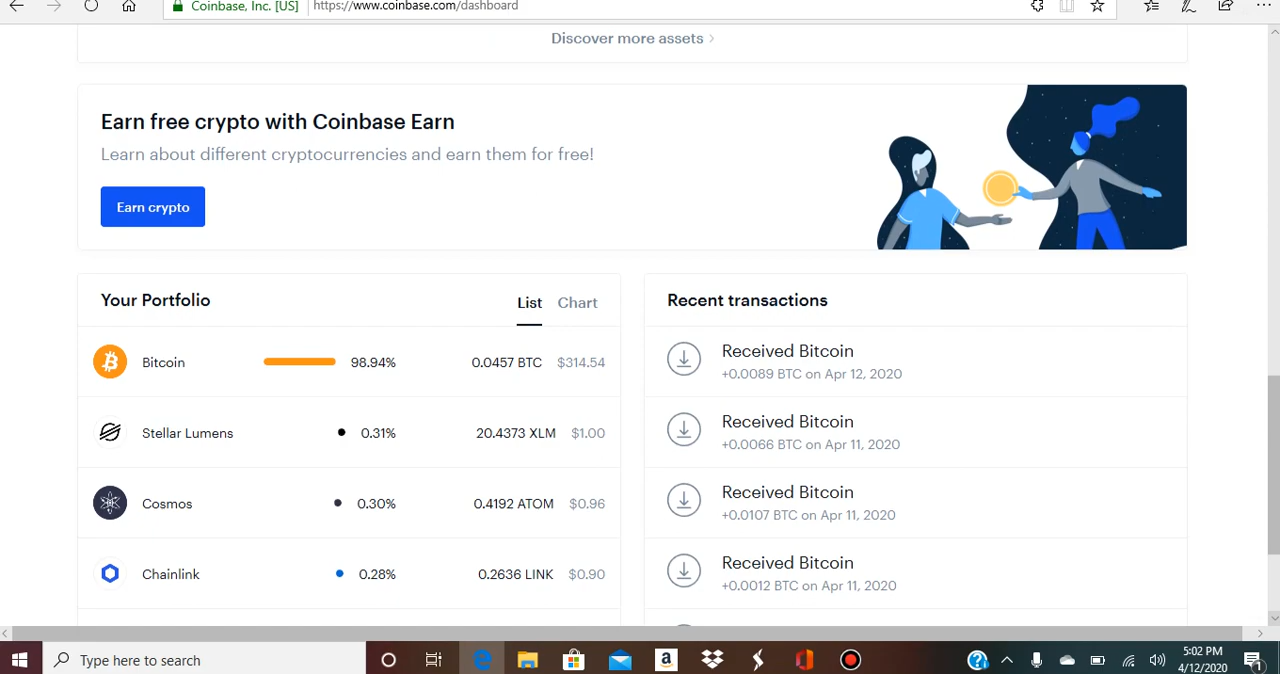 Coinbase, Inc. [US] https://www.coinbase.com/dashboard
Discover more assets
Earn free crypto with Coinbase Earn
Learn about different cryptocurrencies and earn them for free!
Earn crypto
Your Portfolio
List Chart
Bitcoin 98.94% 0.0457 BTC $314.54
Stellar Lumens 0.31% 20.4373 XLM $1.00
Cosmos 0.30% 0.4192 ATOM $0.96
Chainlink 0.28% 0.2636 LINK $0.90
Recent transactions
Received Bitcoin
+0.0089 BTC on Apr 12, 2020
Received Bitcoin
+0.0066 BTC on Apr 11, 2020
Received Bitcoin
+0.0107 BTC on Apr 11, 2020
Received Bitcoin
+0.0012 BTC on Apr 11, 2020
Type here to search
5:02 PM
4/12/2020
1